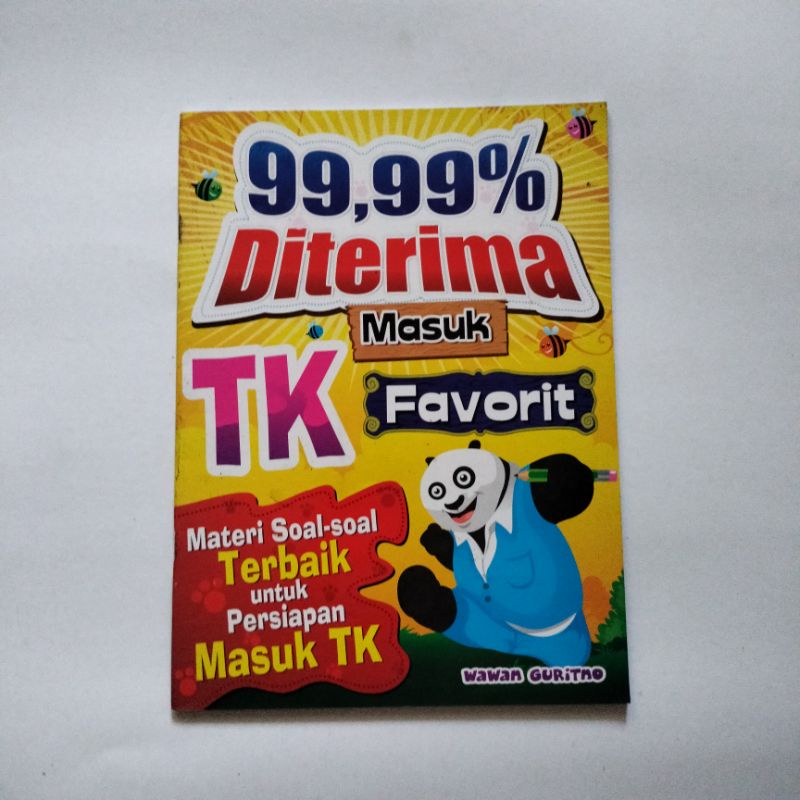 99,99%
Diterima
Masuk
TK
Favorit
Materi Soal-soal
Terbaik
untuk
Persiapan
Masuk TK
WAWAN GURITNO